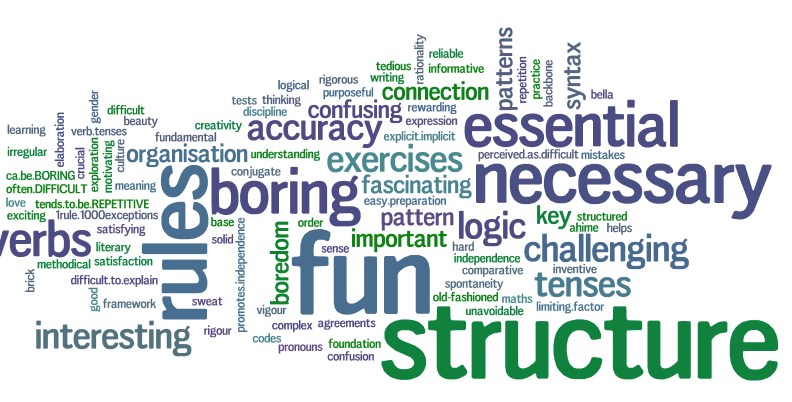 rationality
reliable
patterns
syntax
tedious
informative
writing
repetition
practice
backbone
logical
rigorous
purposeful
connection
bella
gender
tests
thinking
discipline
confusing
rewarding
essential
difficult
beauty
creativity
accuracy
expression
explicit.implicit
learning
elaboration
verb.tenses
fundamental
irregular
crucial
exploration
motivating
culture
organisation
understanding
exercises
perceived.as.difficult
mistakes
ca.be.BORING
often.DIFFICULT
meaning
conjugate
boring
fascinating
necessary
love
tends.to.be.REPETITIVE
easy.preparation
exciting
1rule.1000exceptions
rules
base
order
pattern
logic
key
structured
ahime
helps
verbs
satisfying
literary
solid
promotes.independence
boredom
sense
important
hard
challenging
methodical
satisfaction
fun
independence
comparative
inventive
brick
difficult.to.explain
spontaneity
tenses
good
framework
sweat
vigour
old-fashioned
maths
limiting.factor
unavoidable
interesting
rigour
complex
agreements
structure
codes
pronouns
foundation
confusion